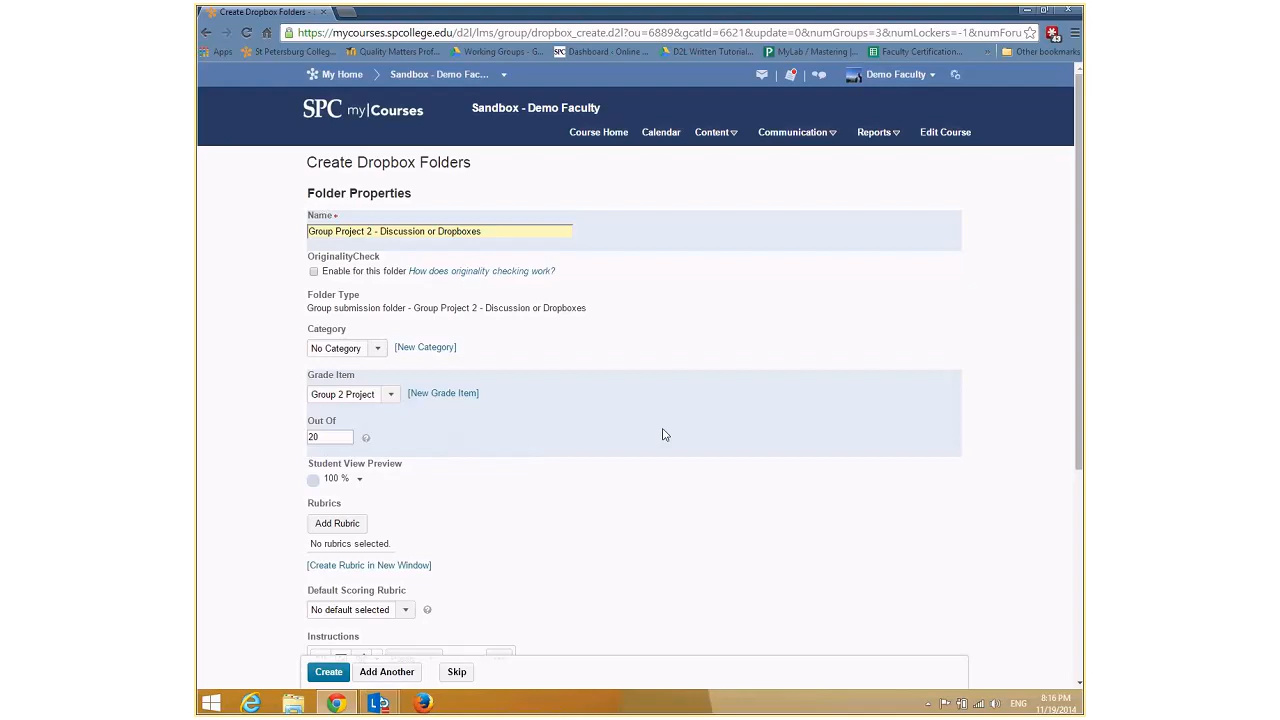 Create Dropbox Folders -
https://mycourses.spcollege.edu/d2l/lms/group/dropbox_create.d2l?ou=6889&gcatId=6621&update=0&numGroups=3&numLockers=-1&numForu
43
Apps St Petersburg Colleg... Quality Matters Prof... Working Groups - G... SPC Dashboard - Online ... D2L Written Tutorial... MyLab / Mastering | ... Faculty Certification... » Other bookmarks
My Home Sandbox - Demo Fac... Demo Faculty
SPC my|Courses Sandbox - Demo Faculty
Course Home Calendar Content Communication Reports Edit Course
Create Dropbox Folders
Folder Properties
Name
Group Project 2 - Discussion or Dropboxes
OriginalityCheck
Enable for this folder How does originality checking work?
Folder Type
Group submission folder - Group Project 2 - Discussion or Dropboxes
Category
No Category [New Category]
Grade Item
Group 2 Project [New Grade Item]
Out Of
20
Student View Preview
100 %
Rubrics
Add Rubric
No rubrics selected.
[Create Rubric in New Window]
Default Scoring Rubric
No default selected
Instructions
Create Add Another Skip
ENG 8:16 PM
11/19/2014